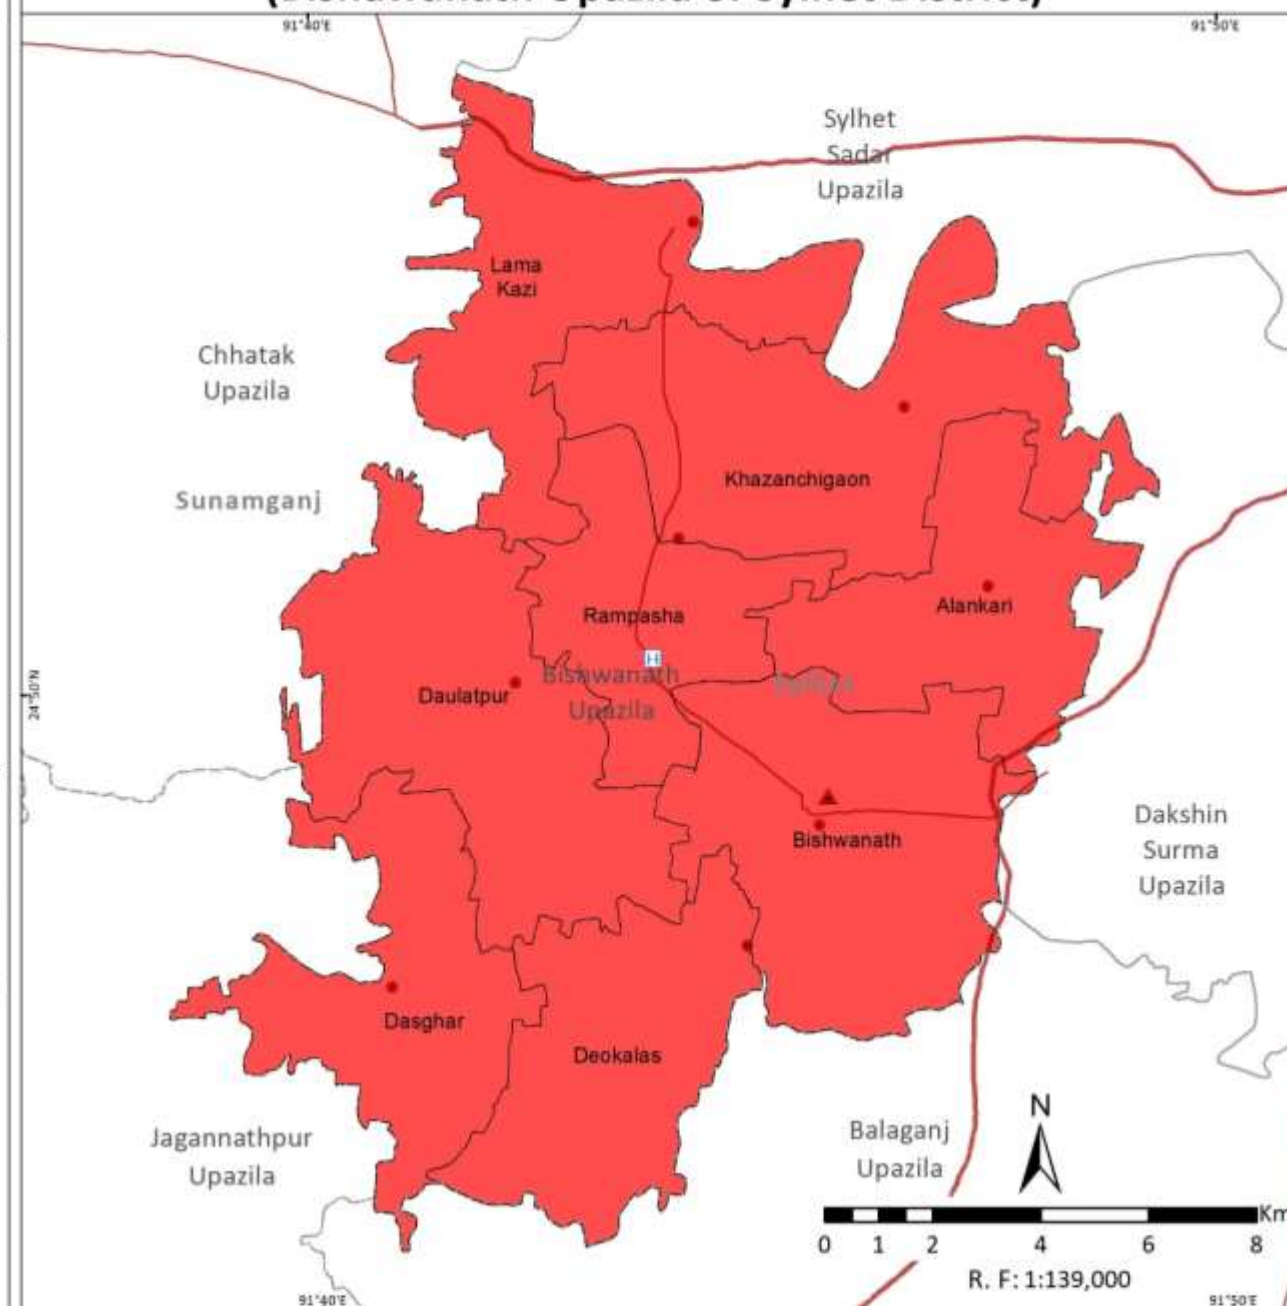 91°40'E
91°50'E
Sylhet
Sadar
Upazila
Lama
Kazi
Chhatak
Upazila
Khazanchigaon
Sunamganj
Alankari
Rampasha
H
Bishwanath
Upazila
Daulatpur
24°50'N
Bishwanath
Dakshin
Surma
Upazila
Dasghar
Deokalas
N
Jagannathpur
Upazila
Balaganj
Upazila
Km
0 1 2 4 6 8
R. F: 1:139,000
91°40'E
91°50'E